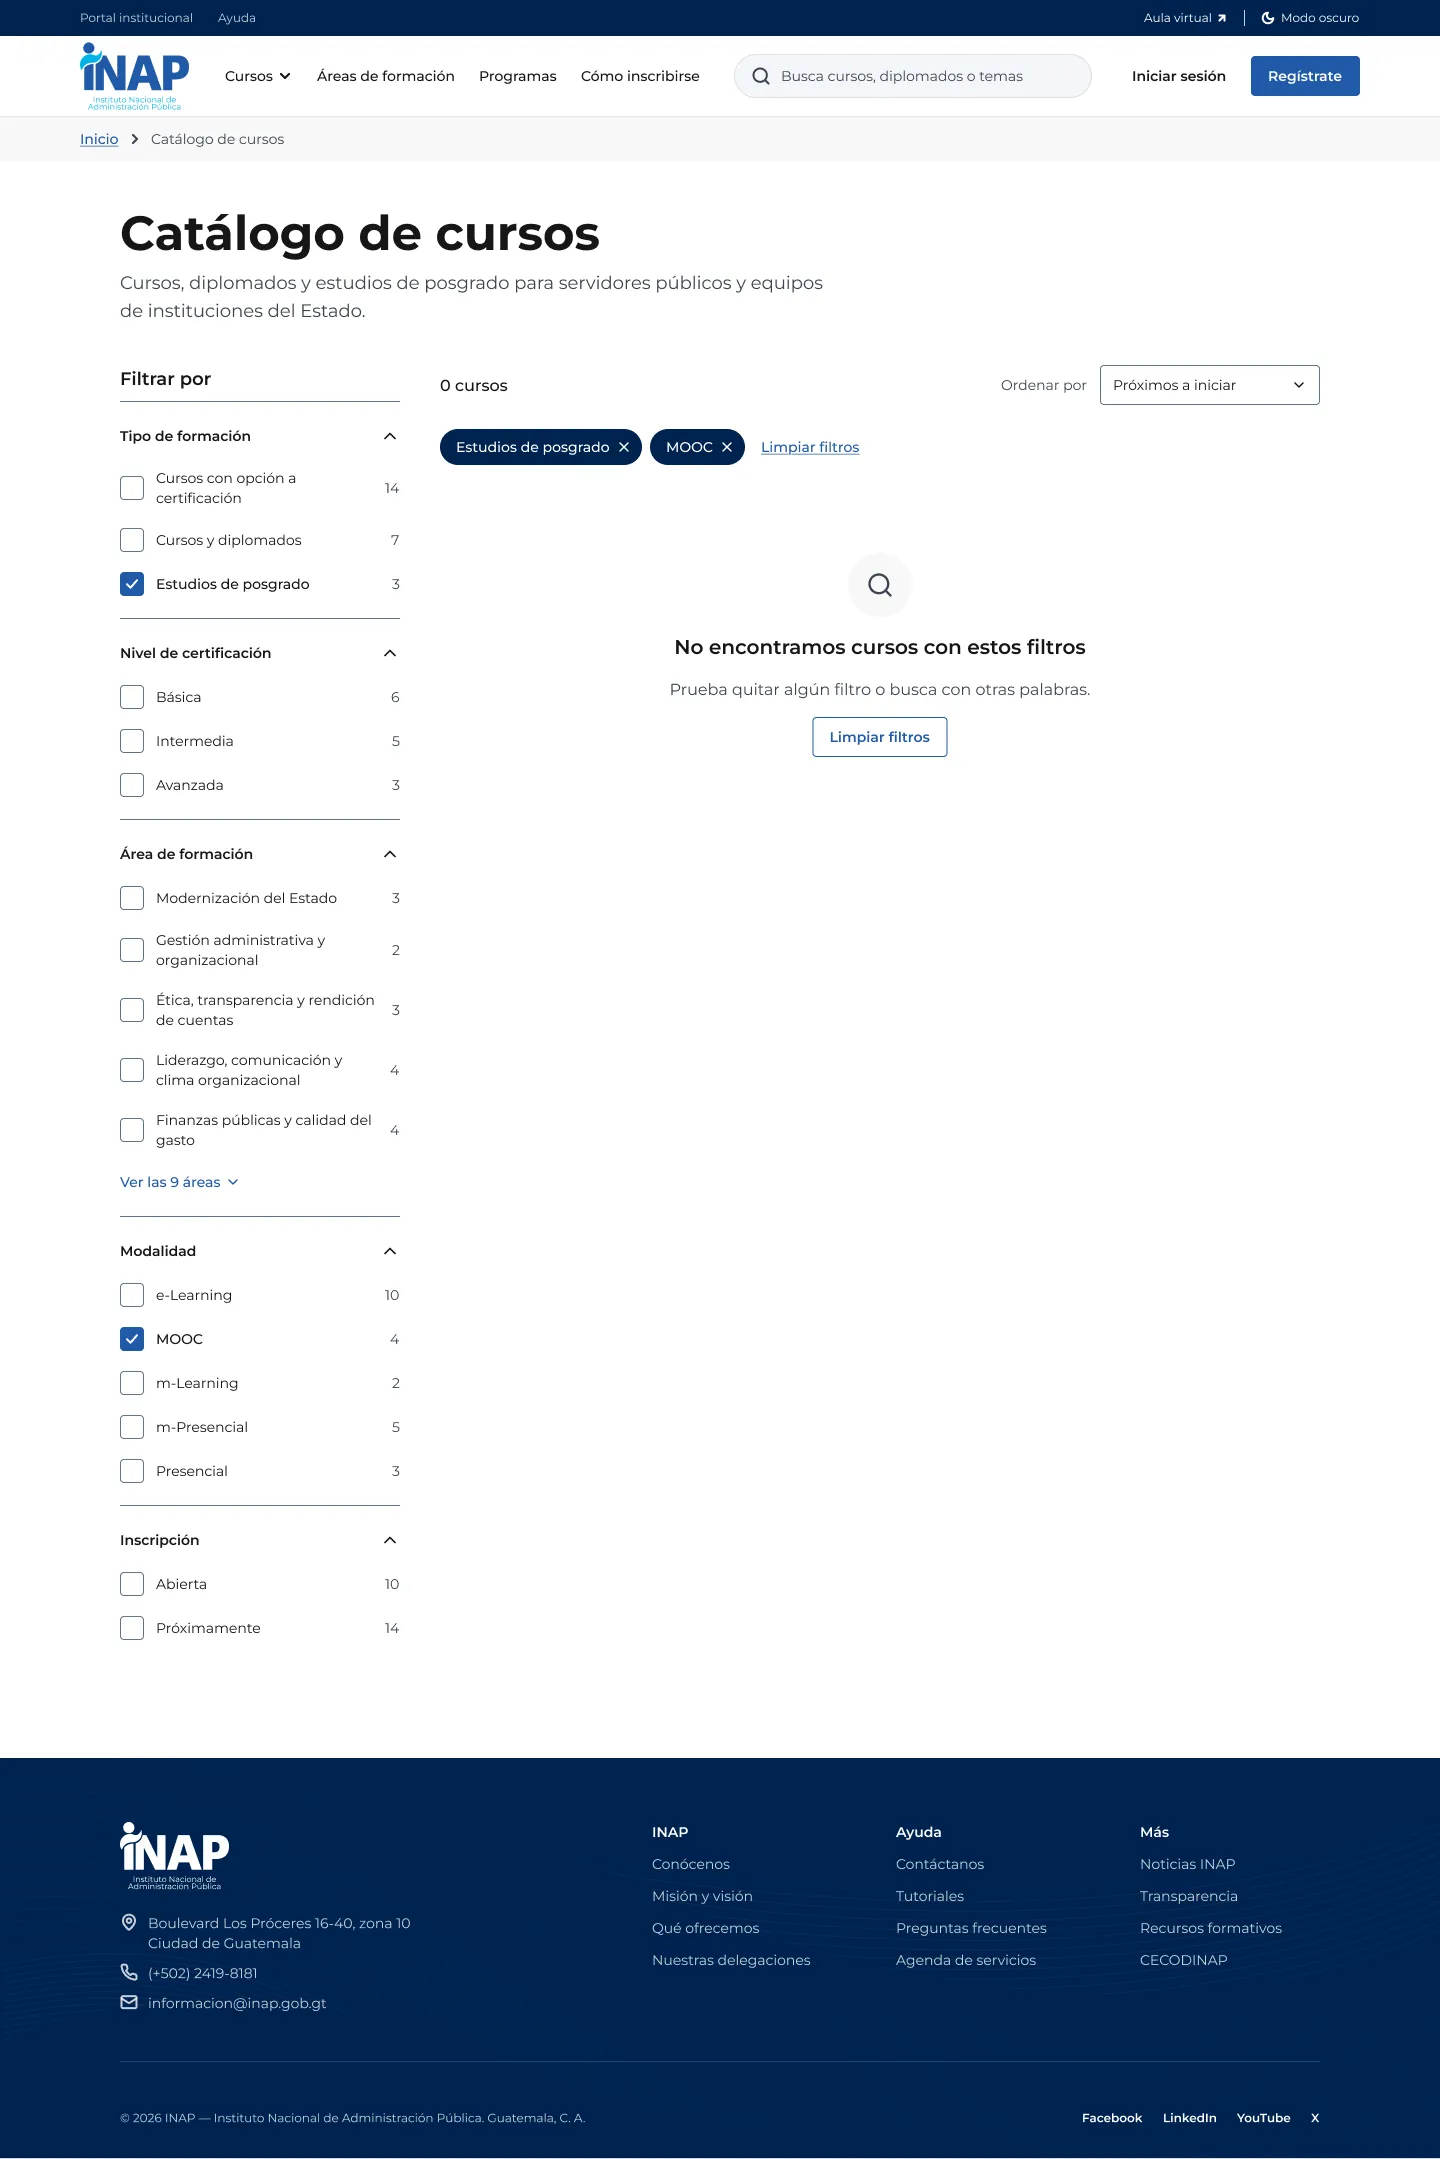 Portal institucional
Ayuda
Aula virtual
Modo oscuro
iNAP
Instituto Nacional de
Administración Pública
Cursos
Áreas de formación
Programas
Cómo inscribirse
Busca cursos, diplomados o temas
Iniciar sesión
Regístrate
Inicio
Catálogo de cursos
Catálogo de cursos
Cursos, diplomados y estudios de posgrado para servidores públicos y equipos
de instituciones del Estado.
Filtrar por
Tipo de formación
Cursos con opción a
certificación
14
Cursos y diplomados 7
Estudios de posgrado 3
Nivel de certificación
Básica 6
Intermedia 5
Avanzada 3
Área de formación
Modernización del Estado 3
Gestión administrativa y
organizacional
2
Ética, transparencia y rendición
de cuentas
3
Liderazgo, comunicación y
clima organizacional
4
Finanzas públicas y calidad del
gasto
4
Ver las 9 áreas
Modalidad
e-Learning 10
MOOC 4
m-Learning 2
m-Presencial 5
Presencial 3
Inscripción
Abierta 10
Próximamente 14
0 cursos
Ordenar por
Próximos a iniciar
Estudios de posgrado
MOOC
Limpiar filtros
No encontramos cursos con estos filtros
Prueba quitar algún filtro o busca con otras palabras.
Limpiar filtros
iNAP
Instituto Nacional de
Administración Pública
Boulevard Los Próceres 16-40, zona 10
Ciudad de Guatemala
(+502) 2419-8181
informacion@inap.gob.gt
INAP
Conócenos
Misión y visión
Qué ofrecemos
Nuestras delegaciones
Ayuda
Contáctanos
Tutoriales
Preguntas frecuentes
Agenda de servicios
Más
Noticias INAP
Transparencia
Recursos formativos
CECODINAP
© 2026 INAP — Instituto Nacional de Administración Pública. Guatemala, C. A.
Facebook
LinkedIn
YouTube
X